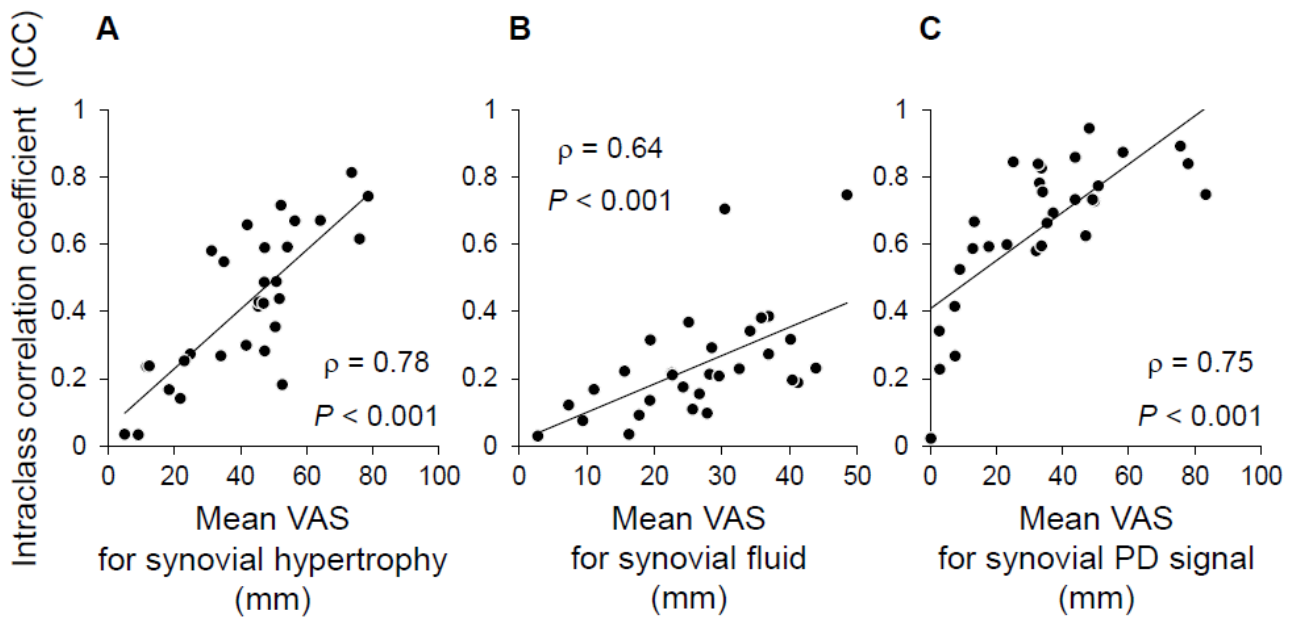 A
B
C
Intraclass correlation coefficient (ICC)
1
0.8
0.6
0.4
0.2
0
0
20
40
60
80
100
ρ = 0.78
P < 0.001
Mean VAS
for synovial hypertrophy
(mm)
1
0.8
0.6
0.4
0.2
0
0
10
20
30
40
50
ρ = 0.64
P < 0.001
Mean VAS
for synovial fluid
(mm)
1
0.8
0.6
0.4
0.2
0
0
20
40
60
80
100
ρ = 0.75
P < 0.001
Mean VAS
for synovial PD signal
(mm)